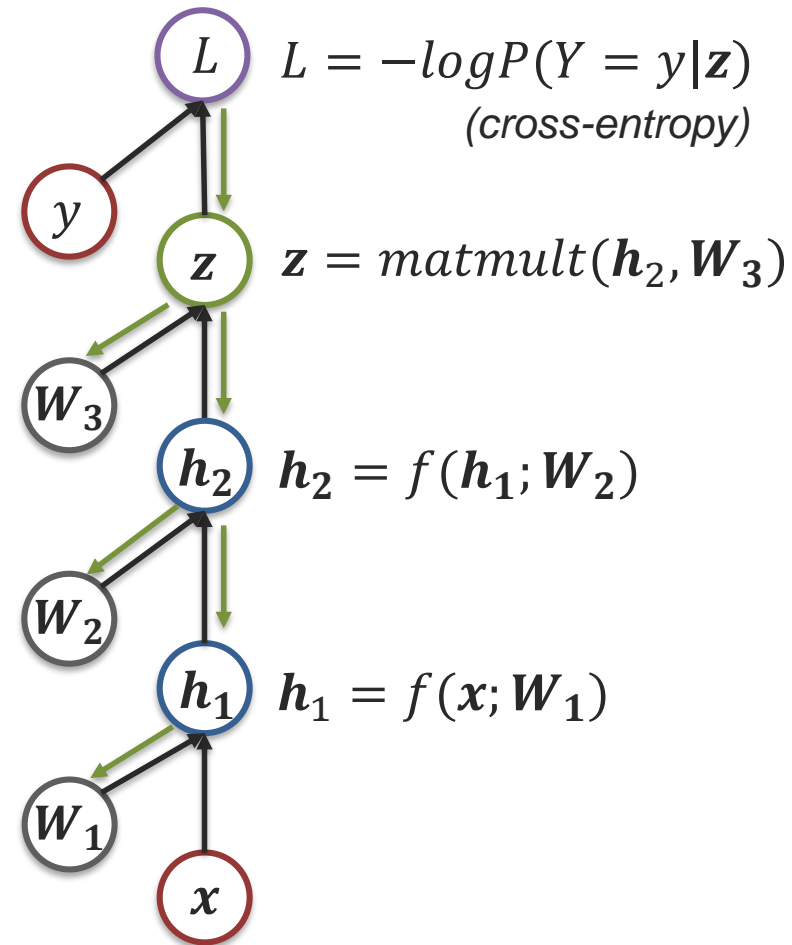 L L = −logP(Y = y|z)
(cross-entropy)
y
z z = matmult(h₂, W₃)
W₃
h₂ h₂ = f(h₁; W₂)
W₂
h₁ h₁ = f(x; W₁)
W₁
x